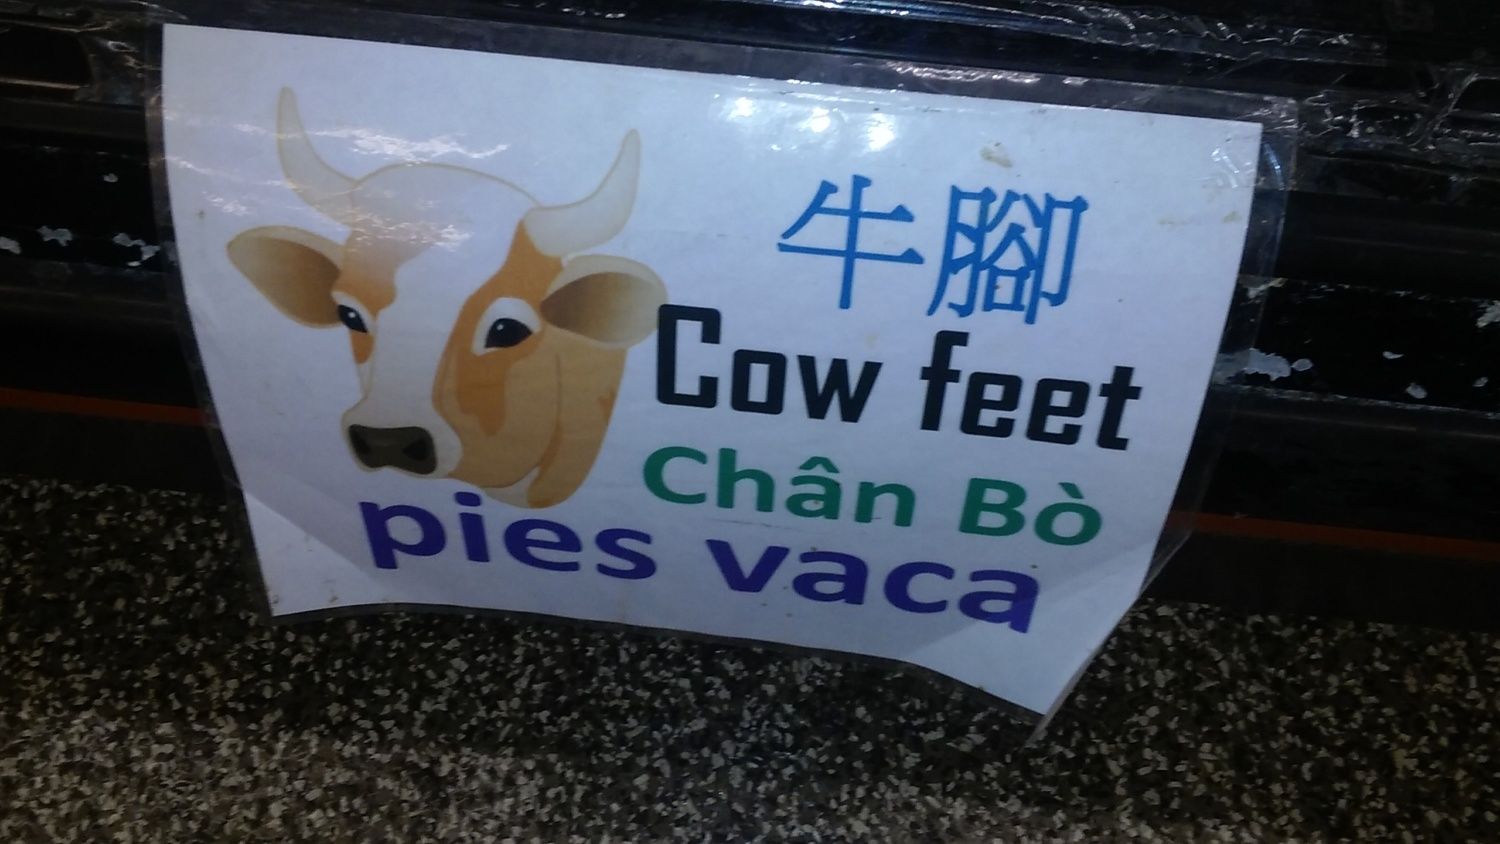 牛腳
Cow feet
Chân Bò
pies vaca